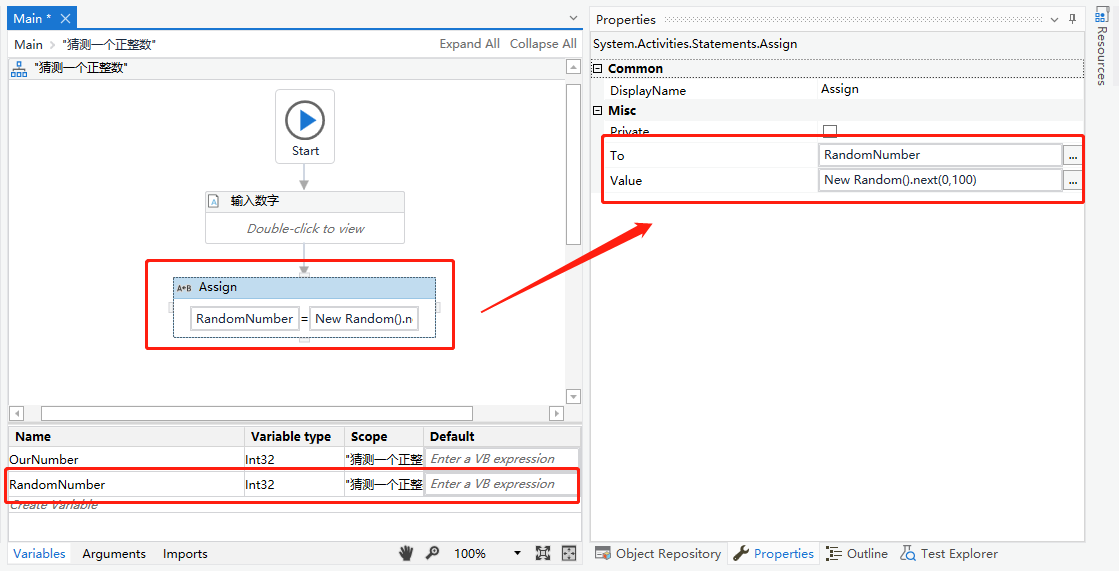 Main *
Main > "猜测一个正整数"
Expand All Collapse All
"猜测一个正整数"
Start
输入数字
Double-click to view
A+B Assign
RandomNumber = New Random().n
Name Variable type Scope Default
OurNumber Int32 "猜测一个正整 Enter a VB expression
RandomNumber Int32 "猜测一个正整 Enter a VB expression
Create Variable
Variables Arguments Imports 100%
Properties
System.Activities.Statements.Assign
Common
DisplayName Assign
Misc
Private
To RandomNumber ...
Value New Random().next(0,100) ...
Object Repository Properties Outline Test Explorer
Resources